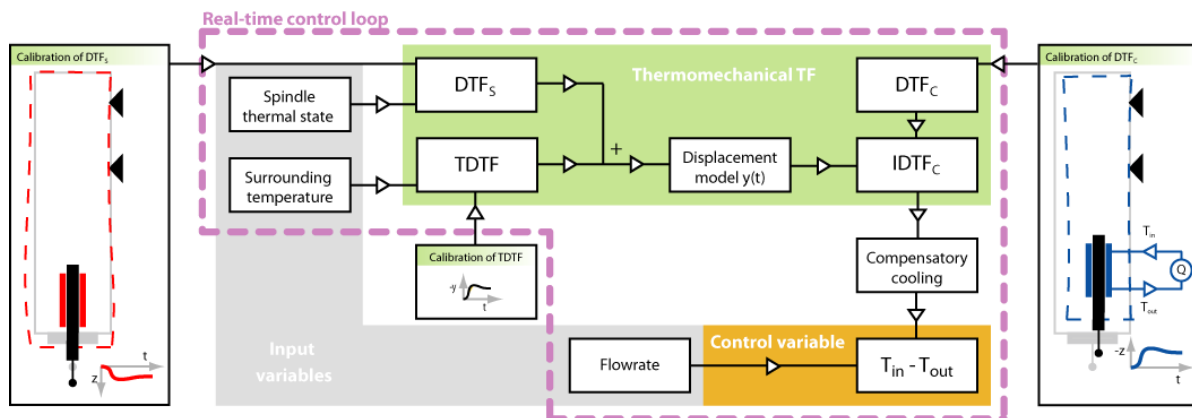 Real-time control loop
Calibration of DTFS
Calibration of DTFC
Thermomechanical TF
Spindle
thermal state
DTFS
DTFC
+
Surrounding
temperature
TDTF
Displacement
model y(t)
IDTFC
Calibration of TDTF
-y
t
Compensatory
cooling
Tin
Q
Tout
Input
variables
Control variable
Flowrate
Tin - Tout
t
z
-z
t